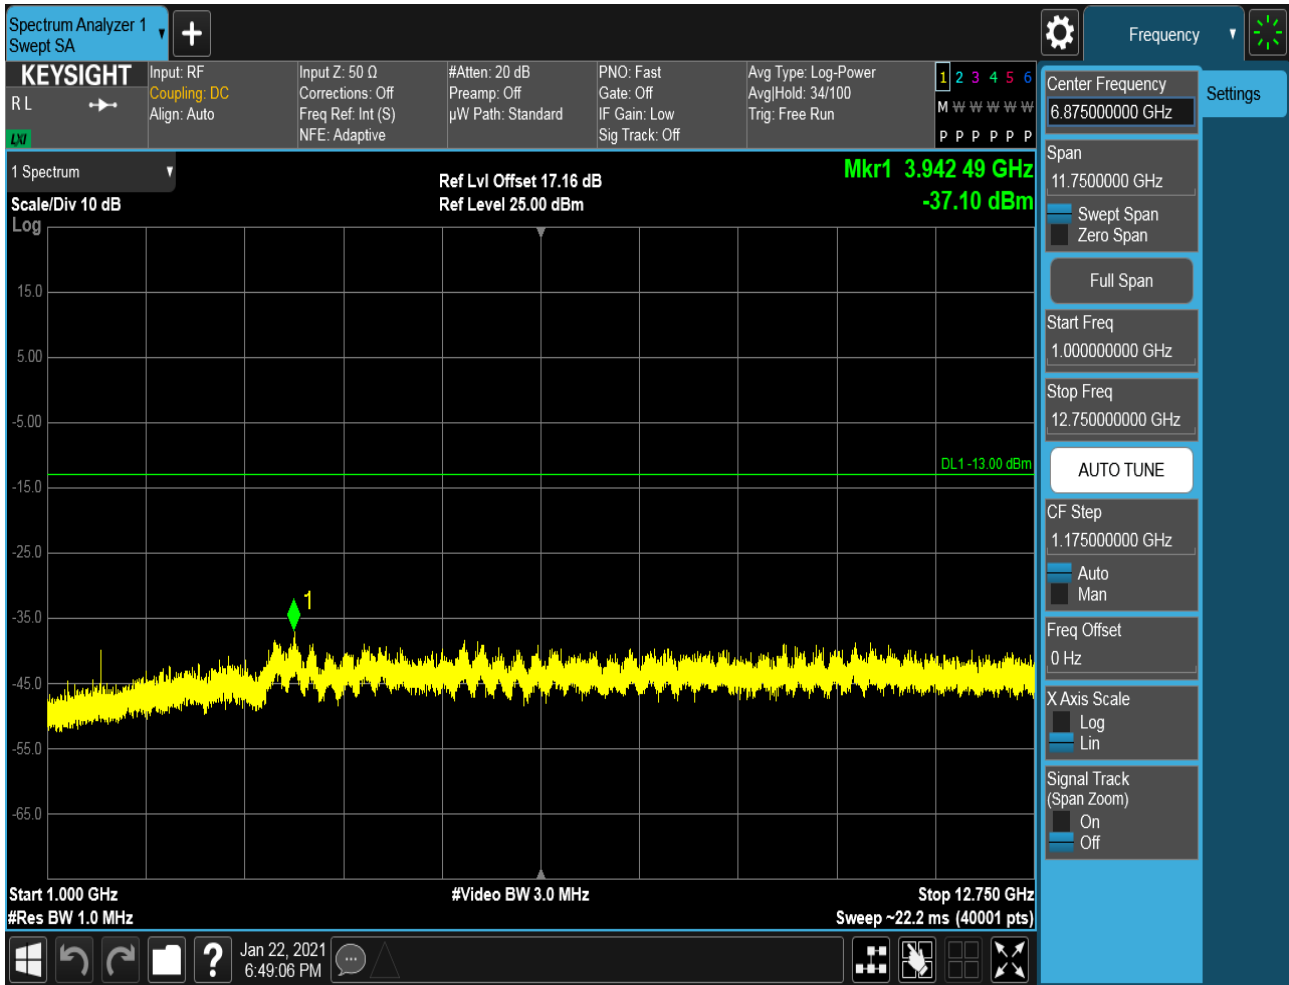 Spectrum Analyzer 1
Swept SA
+
Frequency
KEYSIGHT
R L
LXI
Input: RF
Coupling: DC
Align: Auto
Input Z: 50 Ω
Corrections: Off
Freq Ref: Int (S)
NFE: Adaptive
#Atten: 20 dB
Preamp: Off
µW Path: Standard
PNO: Fast
Gate: Off
IF Gain: Low
Sig Track: Off
Avg Type: Log-Power
Avg|Hold: 34/100
Trig: Free Run
1 2 3 4 5 6
M W W W W W
P P P P P P
1 Spectrum
Scale/Div 10 dB
Log
Ref Lvl Offset 17.16 dB
Ref Level 25.00 dBm
Mkr1 3.942 49 GHz
-37.10 dBm
15.0
5.00
-5.00
DL1 -13.00 dBm
-15.0
-25.0
-35.0
1
-45.0
-55.0
-65.0
Start 1.000 GHz
#Res BW 1.0 MHz
#Video BW 3.0 MHz
Stop 12.750 GHz
Sweep ~22.2 ms (40001 pts)
Center Frequency
6.875000000 GHz
Settings
Span
11.7500000 GHz
Swept Span
Zero Span
Full Span
Start Freq
1.000000000 GHz
Stop Freq
12.750000000 GHz
AUTO TUNE
CF Step
1.175000000 GHz
Auto
Man
Freq Offset
0 Hz
X Axis Scale
Log
Lin
Signal Track
(Span Zoom)
On
Off
?
Jan 22, 2021
6:49:06 PM